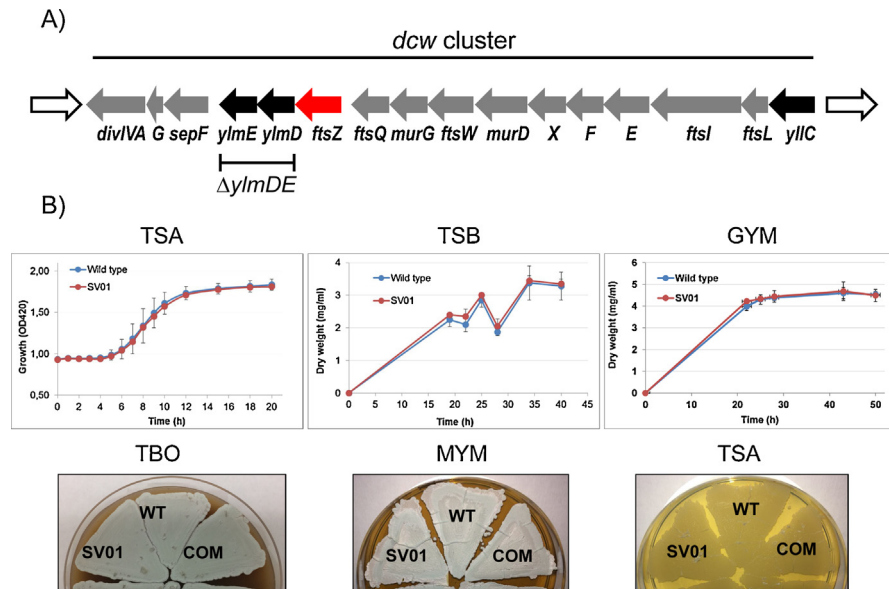 A)
dcw cluster
divIVA G sepF ylmE ylmD ftsZ ftsQ murG ftsW murD X F E ftsI ftsL yllC
ΔylmDE
B)
TSA TSB GYM
2,00
1,50
1,00
0,50
Growth (OD420)
Wild type
SV01
0 2 4 6 8 10 12 14 16 18 20
Time (h)
4
3
2
1
0
Dry weight (mg/ml)
Wild type
SV01
0 5 10 15 20 25 30 35 40 45
Time (h)
6
5
4
3
2
1
0
Dry weight (mg/ml)
Wild type
SV01
0 10 20 30 40 50
Time (h)
TBO MYM TSA
WT
SV01 COM
WT
SV01 COM
WT
SV01 COM